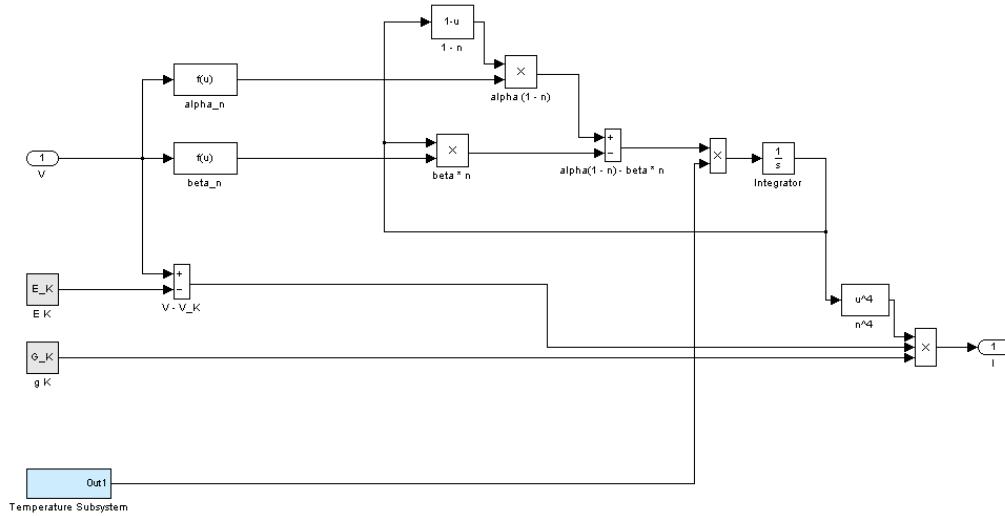 1-u
1 - n
f(u)
alpha_n
×
alpha (1 - n)
1
V
f(u)
beta_n
×
beta * n
+
−
alpha(1 - n) - beta * n
×
1
s
Integrator
E_K
E K
+
−
V - V_K
u^4
n^4
G_K
g K
×
1
I
Out1
Temperature Subsystem